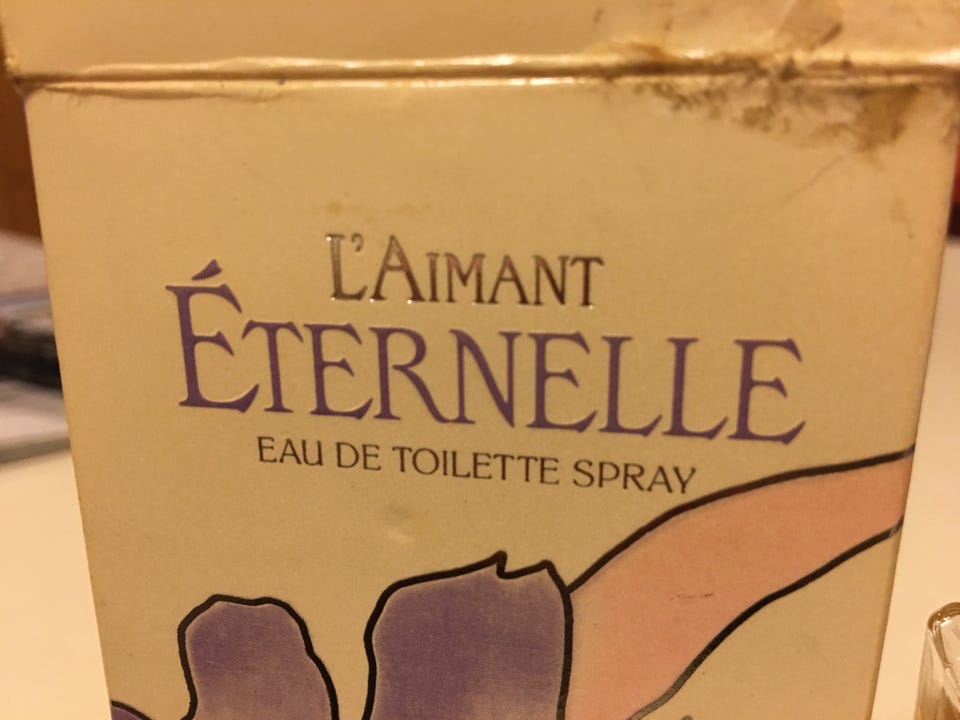 L'AIMANT
ÉTERNELLE
EAU DE TOILETTE SPRAY